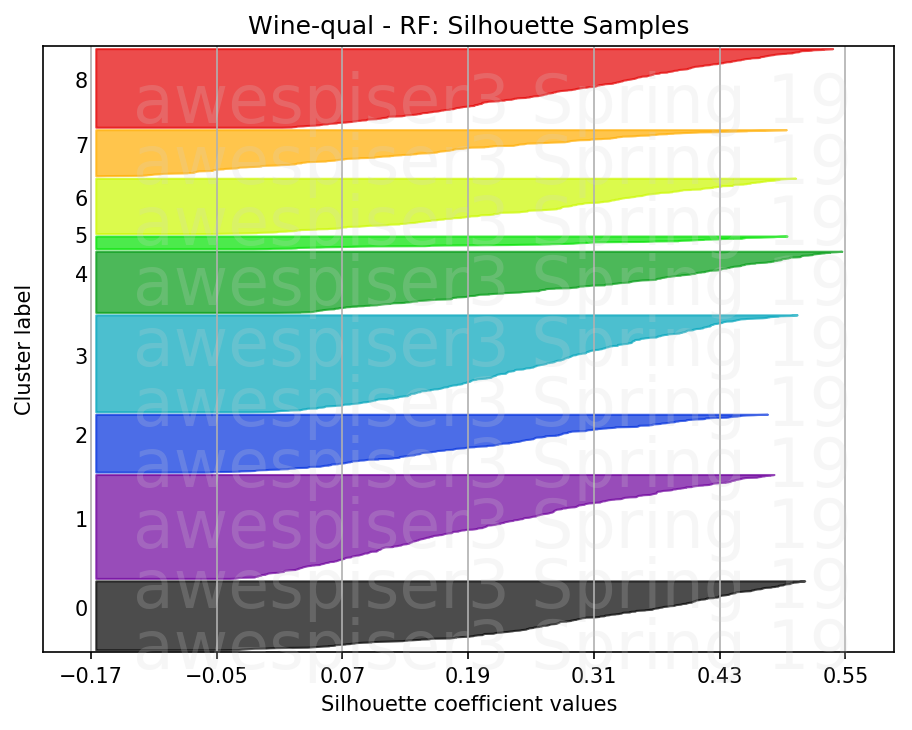 Wine-qual - RF: Silhouette Samples
8
7
6
5
4
3
2
1
0
Cluster label
−0.17 −0.05 0.07 0.19 0.31 0.43 0.55
Silhouette coefficient values
awespiser3 Spring 19
awespiser3 Spring 19
awespiser3 Spring 19
awespiser3 Spring 19
awespiser3 Spring 19
awespiser3 Spring 19
awespiser3 Spring 19
awespiser3 Spring 19
awespiser3 Spring 19
awespiser3 Spring 19